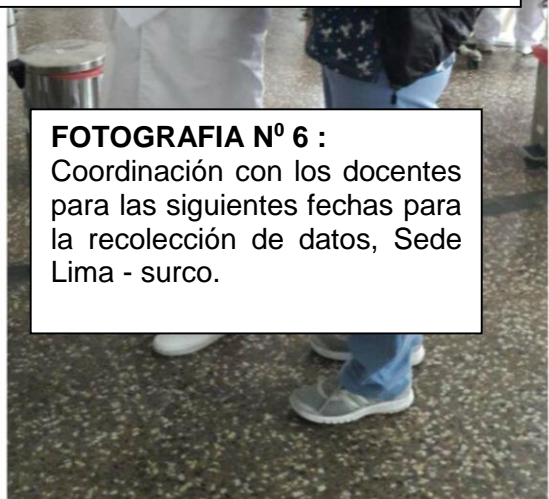 FOTOGRAFIA N⁰ 6 :
Coordinación con los docentes
para las siguientes fechas para
la recolección de datos, Sede
Lima - surco.